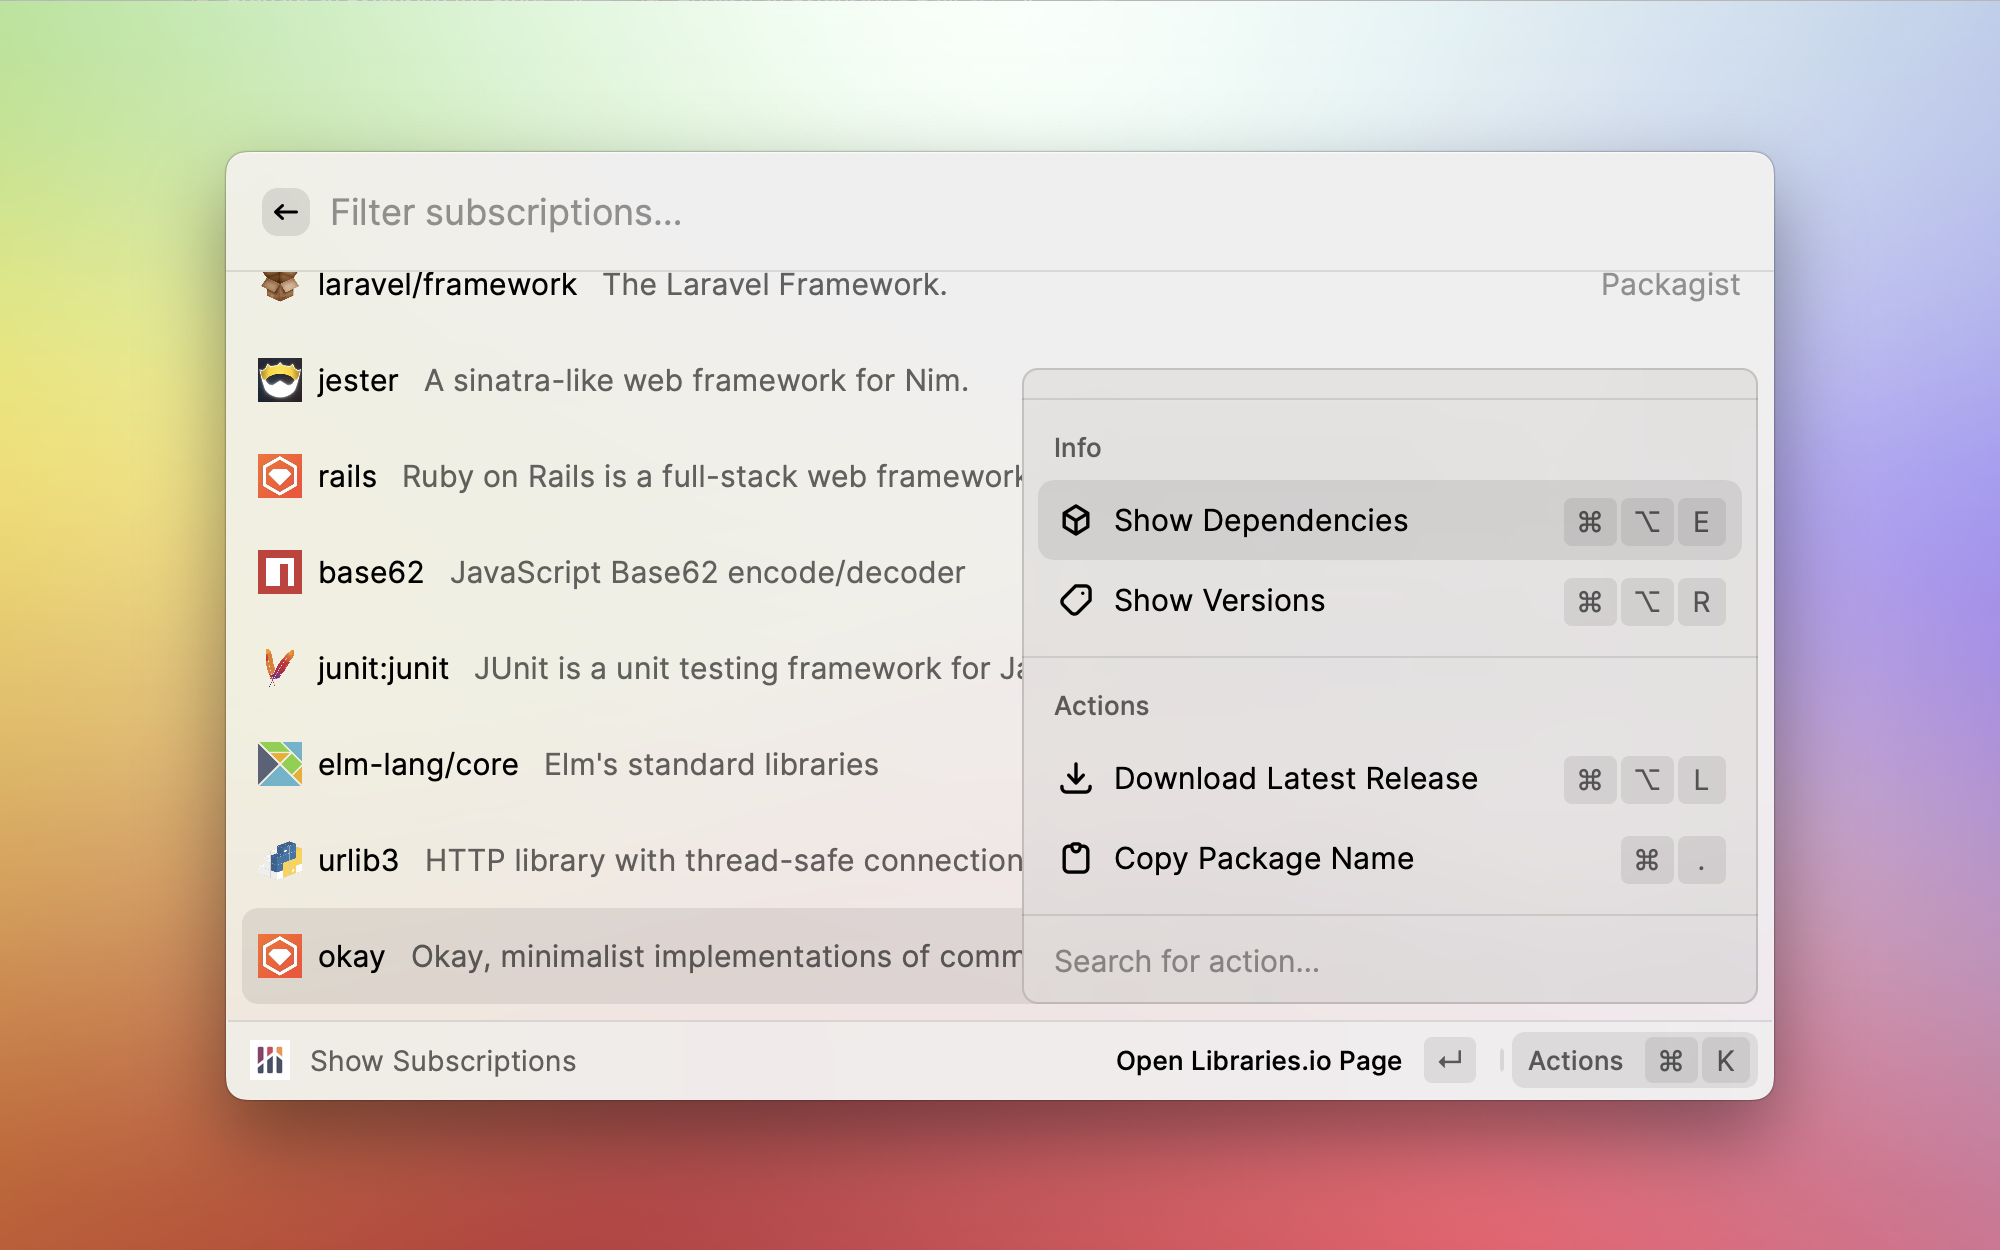 Filter subscriptions...
laravel/framework The Laravel Framework. Packagist
jester A sinatra-like web framework for Nim.
rails Ruby on Rails is a full-stack web framework
base62 JavaScript Base62 encode/decoder
junit:junit JUnit is a unit testing framework for Ja
elm-lang/core Elm's standard libraries
urlib3 HTTP library with thread-safe connection
okay Okay, minimalist implementations of comm
Info
Show Dependencies ⌘ ⌥ E
Show Versions ⌘ ⌥ R
Actions
Download Latest Release ⌘ ⌥ L
Copy Package Name ⌘ .
Search for action...
Show Subscriptions Open Libraries.io Page ↵ Actions ⌘ K